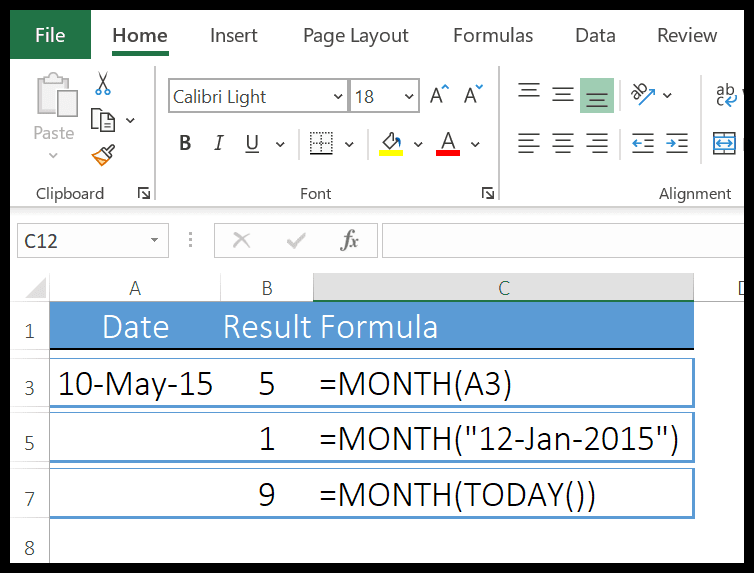 File Home Insert Page Layout Formulas Data Review
Calibri Light 18 A A ab
Paste B I U A ab c
Clipboard Font Alignment
C12 fx
A B C D
1 Date Result Formula
3 10-May-15 5 =MONTH(A3)
5 1 =MONTH("12-Jan-2015")
7 9 =MONTH(TODAY())
8